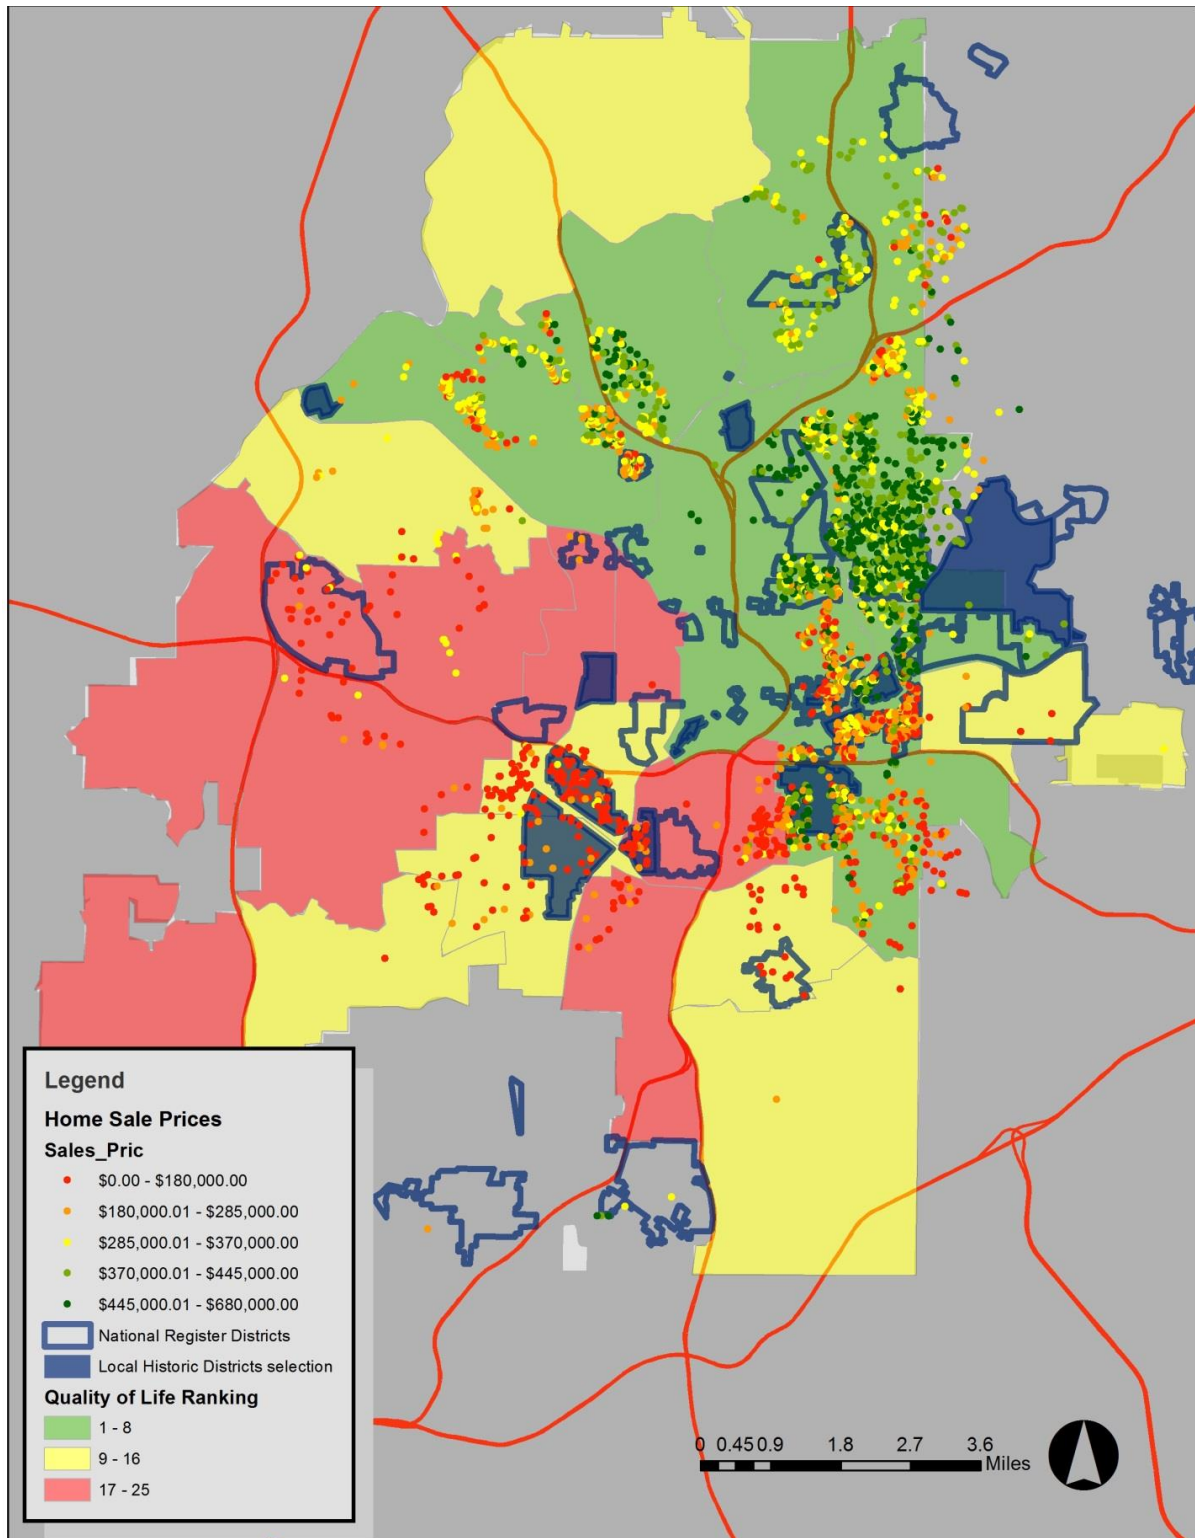 Legend
Home Sale Prices
Sales_Pric
$0.00 - $180,000.00
$180,000.01 - $285,000.00
$285,000.01 - $370,000.00
$370,000.01 - $445,000.00
$445,000.01 - $680,000.00
National Register Districts
Local Historic Districts selection
Quality of Life Ranking
1 - 8
9 - 16
17 - 25
0 0.45 0.9 1.8 2.7 3.6
Miles